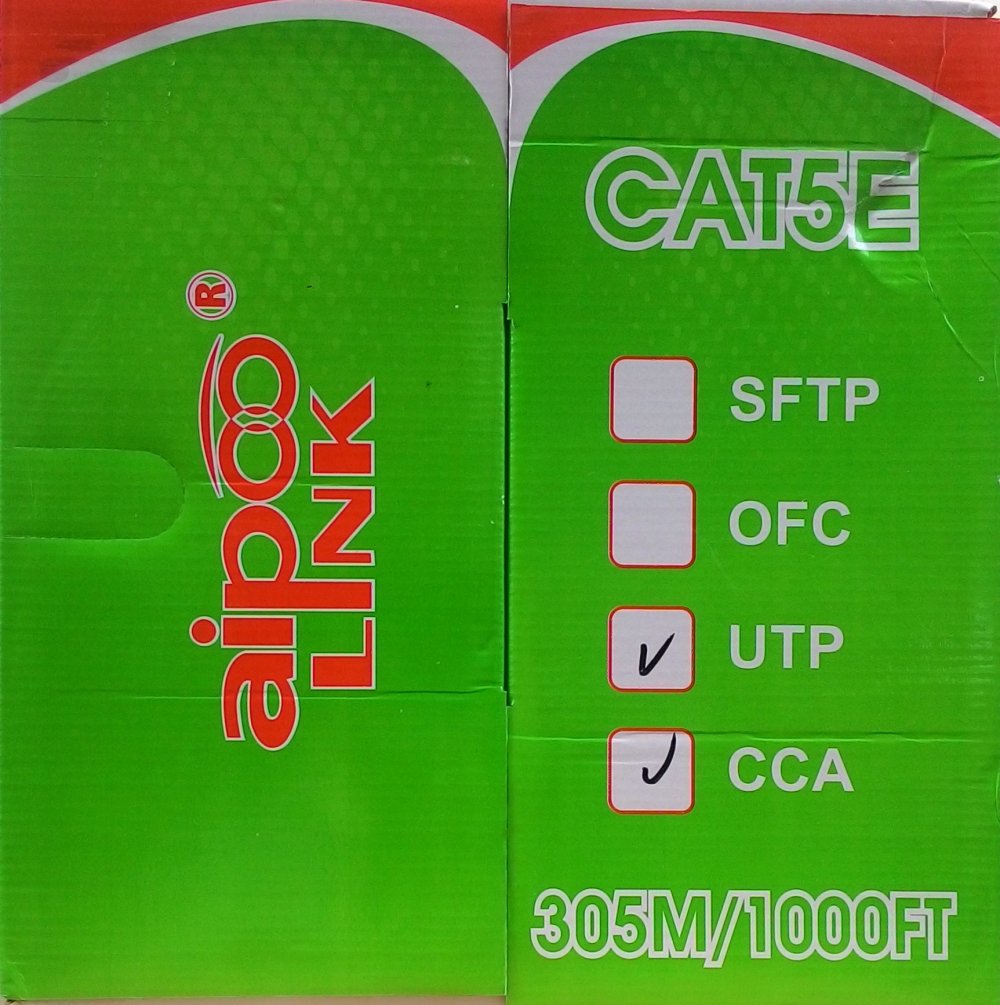 aipoo®
LINK
CAT5E
SFTP
OFC
UTP
CCA
305M/1000FT